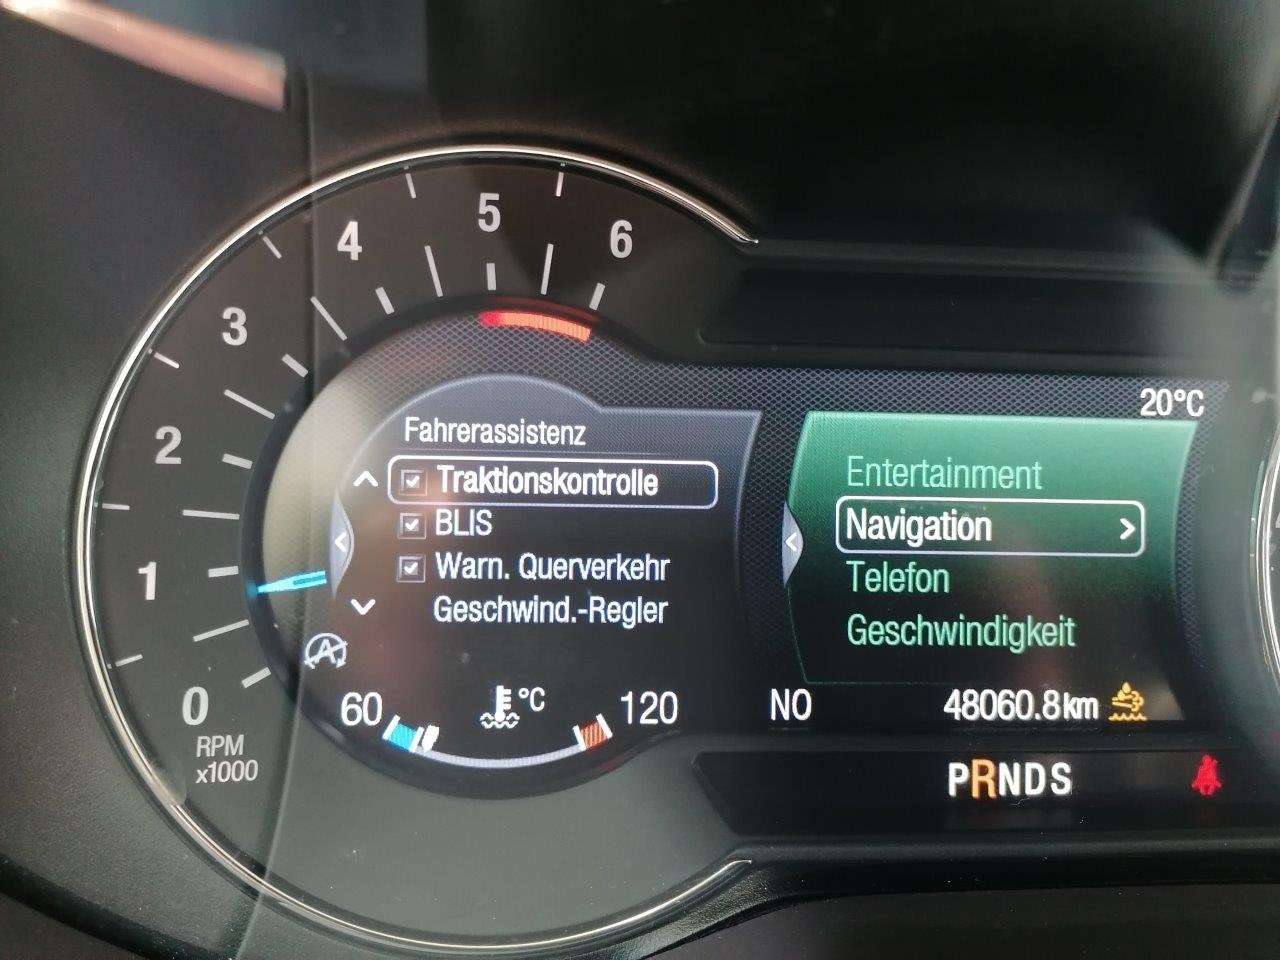 0
1
2
3
4
5
6
RPM
x1000
Fahrerassistenz
Traktionskontrolle
BLIS
Warn. Querverkehr
Geschwind.-Regler
A
60
°C
120
20°C
Entertainment
Navigation >
Telefon
Geschwindigkeit
NO
48060.8km
PRNDS